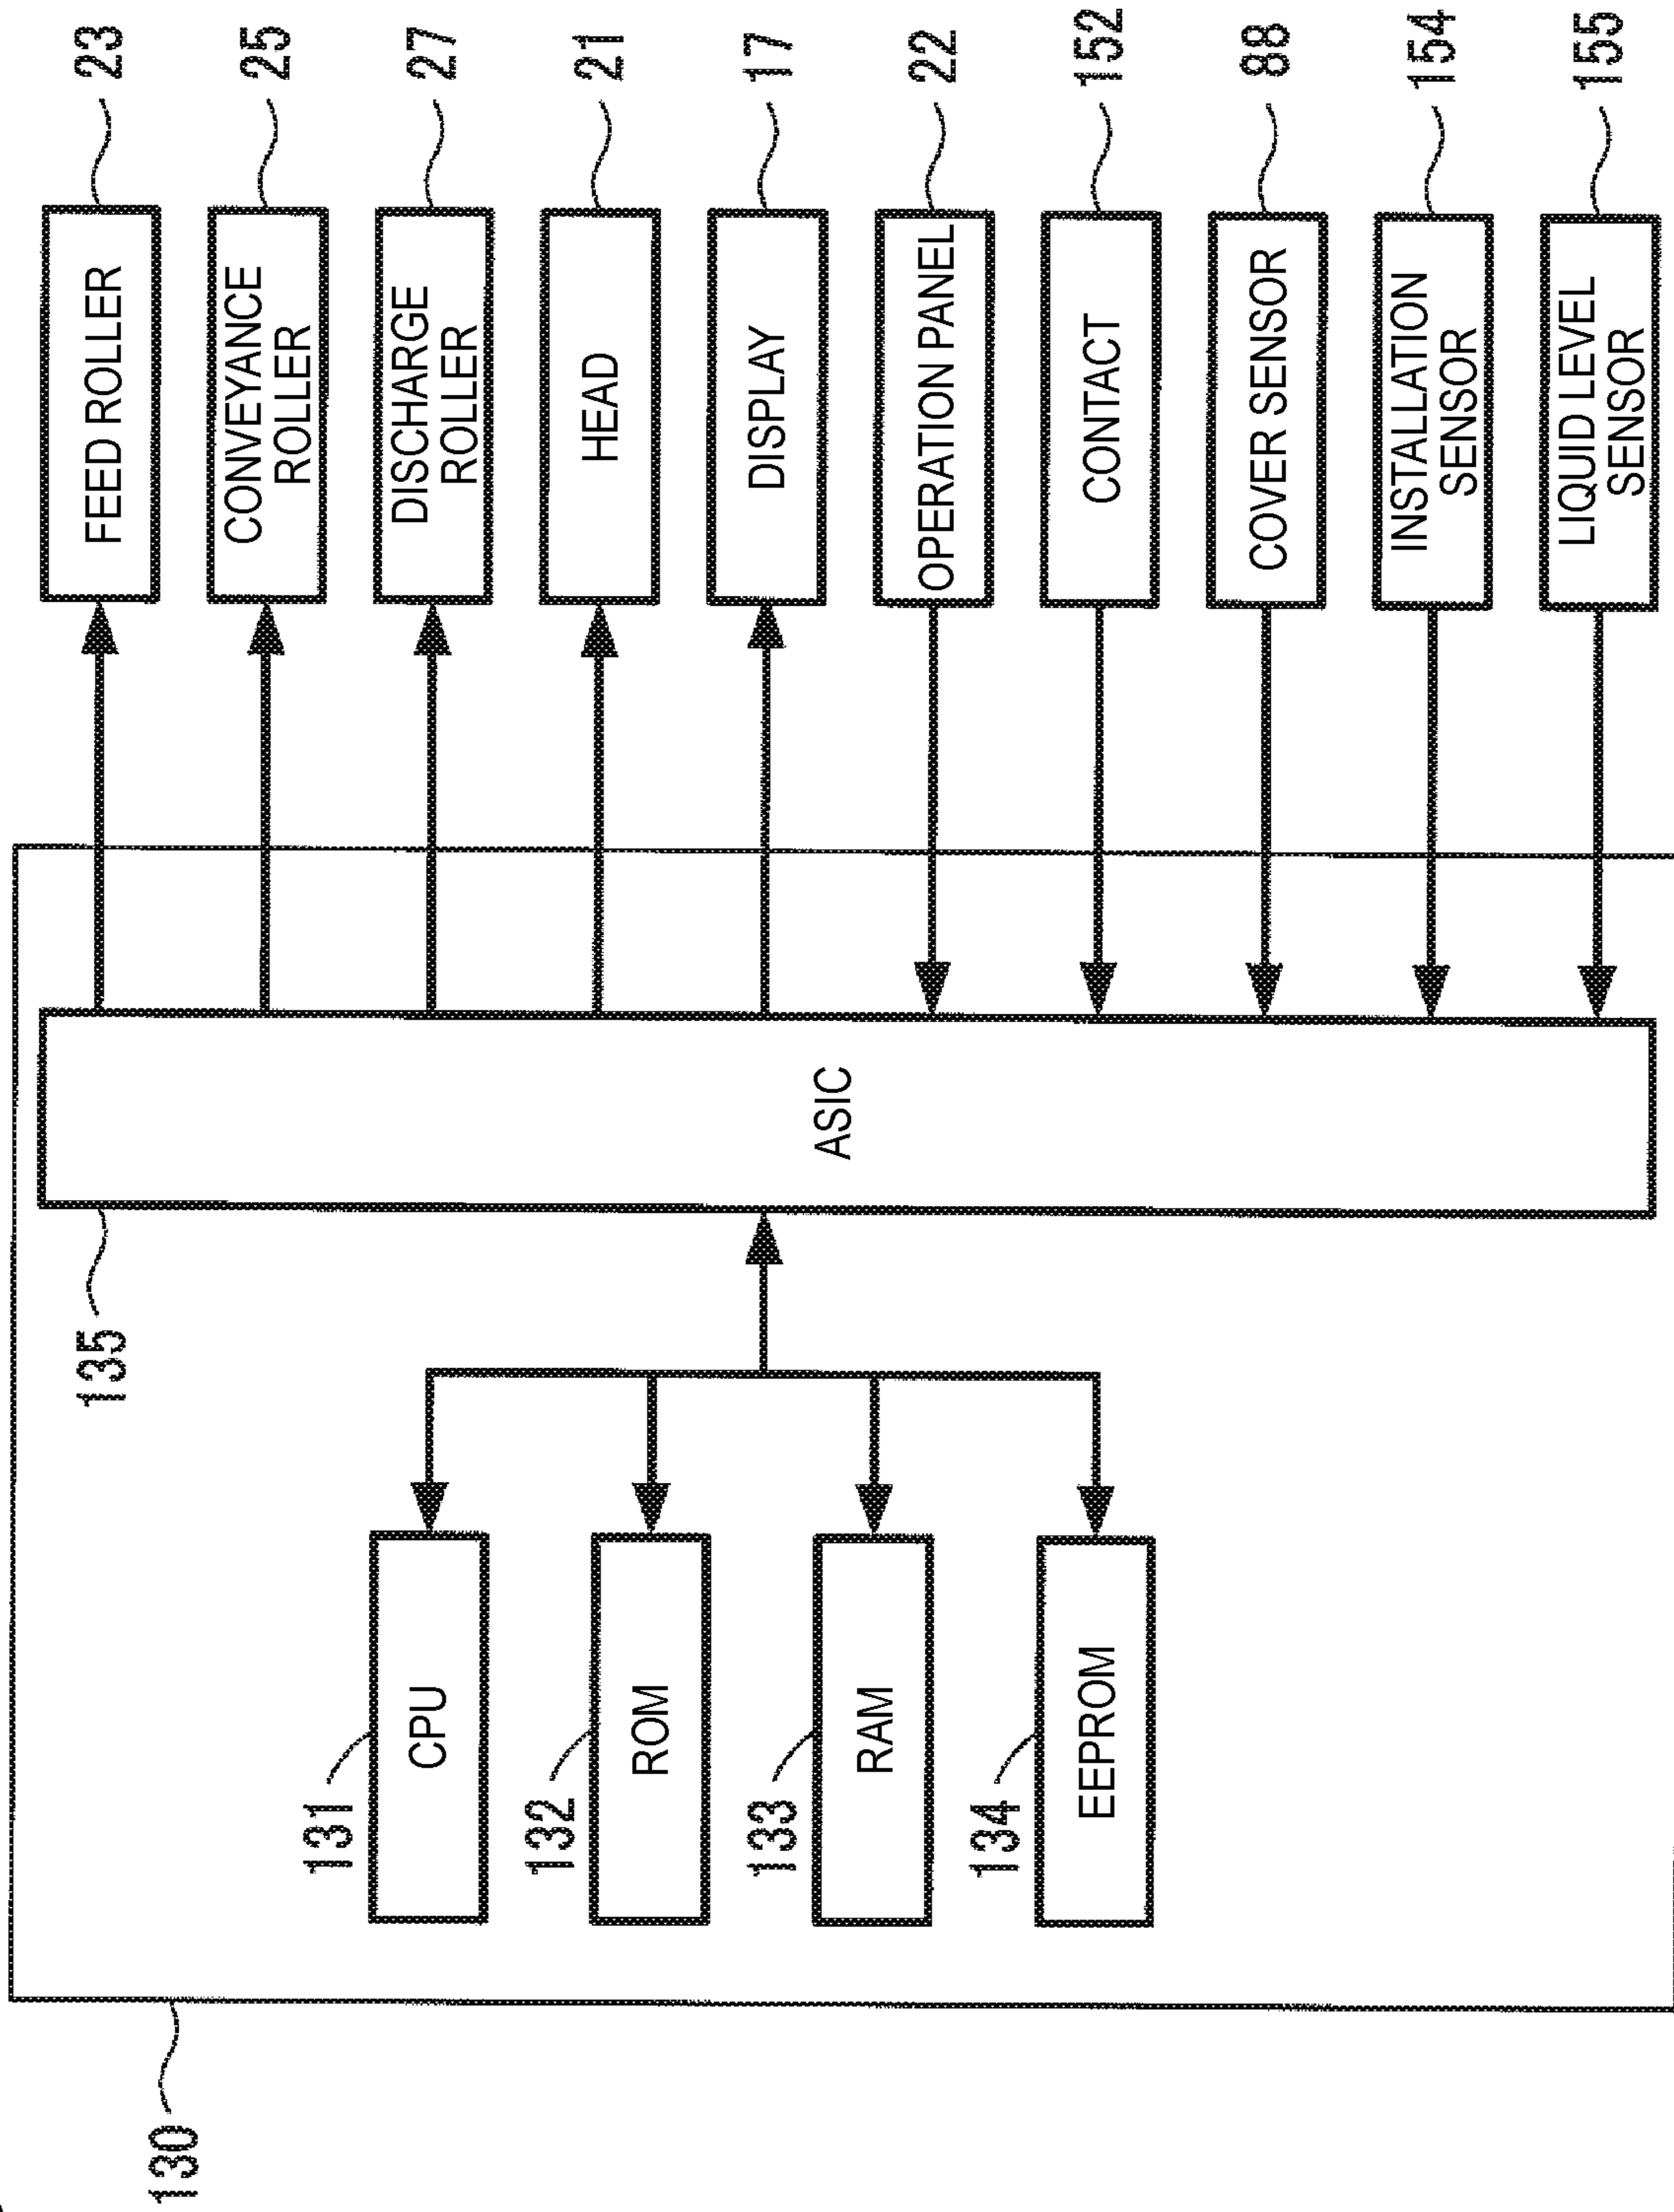 130
135
131
CPU
132
ROM
133
RAM
134
EEPROM
ASIC
FEED ROLLER
23
CONVEYANCE
ROLLER
25
DISCHARGE
ROLLER
27
HEAD
21
DISPLAY
17
OPERATION PANEL
22
CONTACT
152
COVER SENSOR
88
INSTALLATION
SENSOR
154
LIQUID LEVEL
SENSOR
155